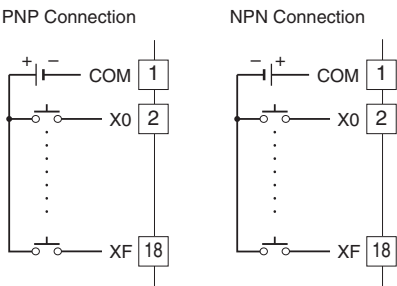 PNP Connection
+ −
COM 1
X0 2
XF 18
NPN Connection
− +
COM 1
X0 2
XF 18